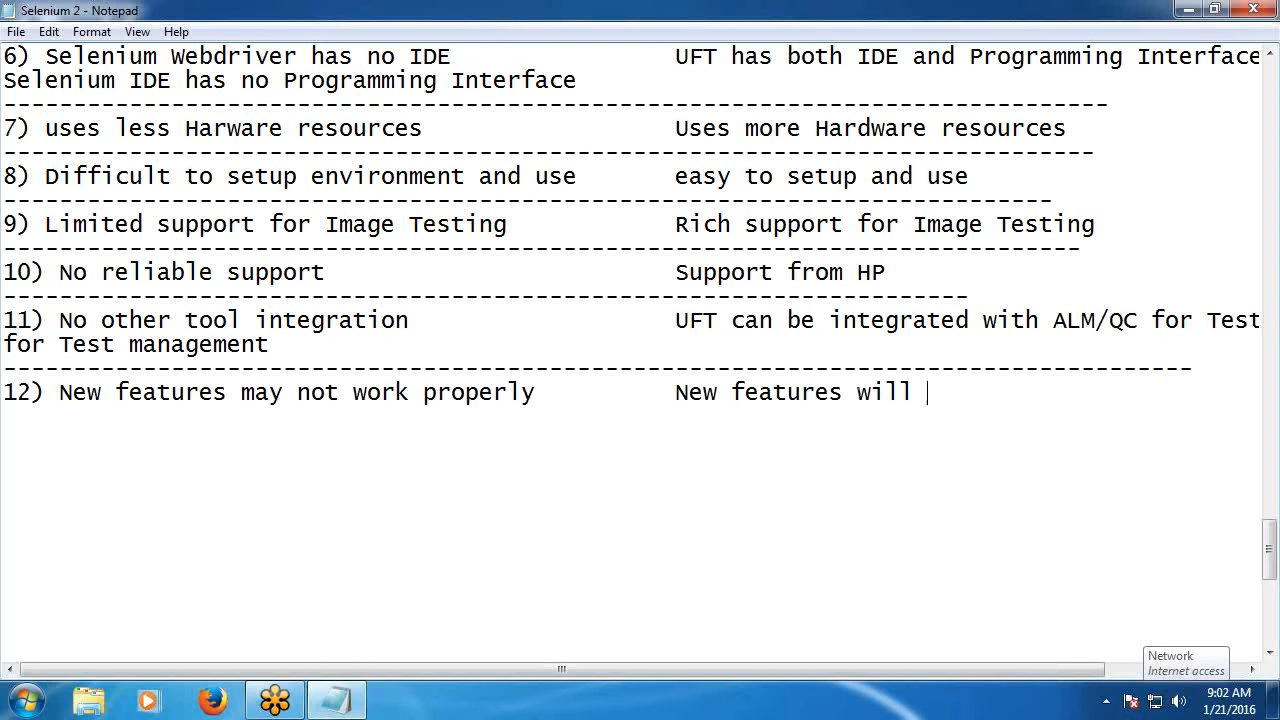 Selenium 2 - Notepad
File Edit Format View Help
6) Selenium Webdriver has no IDE UFT has both IDE and Programming Interface
Selenium IDE has no Programming Interface
-------------------------------------------------------------------------------
7) uses less Harware resources Uses more Hardware resources
------------------------------------------------------------------------------
8) Difficult to setup environment and use easy to setup and use
---------------------------------------------------------------------------
9) Limited support for Image Testing Rich support for Image Testing
-----------------------------------------------------------------------------
10) No reliable support Support from HP
---------------------------------------------------------------------
11) No other tool integration UFT can be integrated with ALM/QC for Test
for Test management
-------------------------------------------------------------------------------------
12) New features may not work properly New features will
Network
Internet access
9:02 AM
1/21/2016